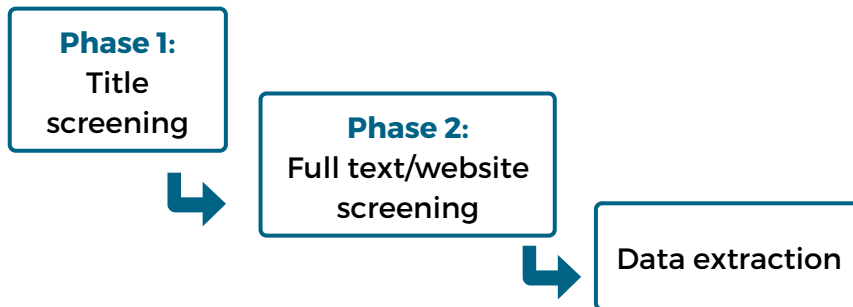 Phase 1:
Title
screening
Phase 2:
Full text/website
screening
Data extraction